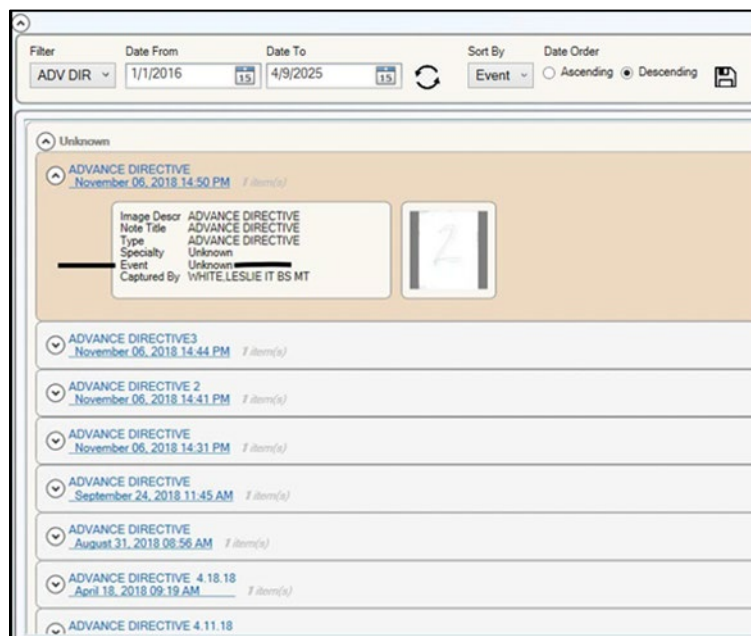 Filter Date From Date To Sort By Date Order
ADV DIR 1/1/2016 15 4/9/2025 15 Event Ascending Descending
Unknown
ADVANCE DIRECTIVE
November 06, 2018 14:50 PM 1 item(s)
Image Descr ADVANCE DIRECTIVE
Note Title ADVANCE DIRECTIVE
Type ADVANCE DIRECTIVE
Specialty Unknown
Event Unknown
Captured By WHITE,LESLIE IT BS MT
2
ADVANCE DIRECTIVE3
November 06, 2018 14:44 PM 1 item(s)
ADVANCE DIRECTIVE 2
November 06, 2018 14:41 PM 1 item(s)
ADVANCE DIRECTIVE
November 06, 2018 14:31 PM 1 item(s)
ADVANCE DIRECTIVE
September 24, 2018 11:45 AM 1 item(s)
ADVANCE DIRECTIVE
August 31, 2018 08:56 AM 1 item(s)
ADVANCE DIRECTIVE 4.18.18
April 18, 2018 09:19 AM 1 item(s)
ADVANCE DIRECTIVE 4.11.18